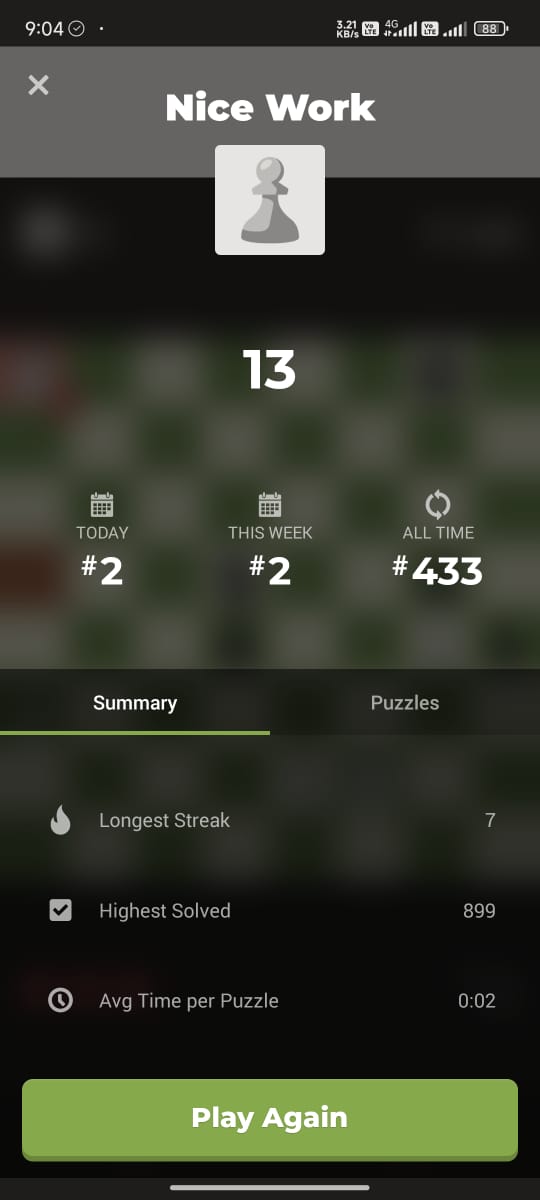 9:04
3.21
KB/s
Vo
LTE
4G
Vo
LTE
88
Nice Work
13
TODAY
THIS WEEK
ALL TIME
#2
#2
#433
Summary
Puzzles
Longest Streak
7
Highest Solved
899
Avg Time per Puzzle
0:02
Play Again